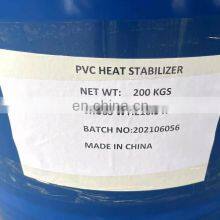 PVC HEAT STABILIZER
NET WT: 200 KGS
BATCH NO:202106056
MADE IN CHINA